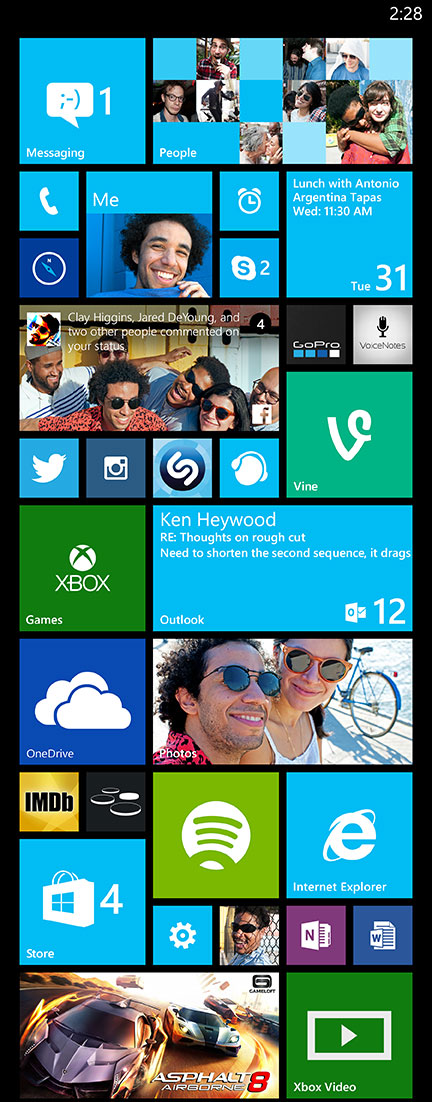 2:28
;-)
1
Messaging
People
Me
2
Lunch with Antonio
Argentina Tapas
Wed: 11:30 AM
Tue 31
Clay Higgins, Jared DeYoung, and
two other people commented on
your status.
4
GoPro
VoiceNotes
Vine
XBOX
Games
Ken Heywood
RE: Thoughts on rough cut
Need to shorten the second sequence, it drags
Outlook
12
OneDrive
Photos
IMDb
Internet Explorer
4
Store
N
W
GAMELOFT
ASPHALT 8
AIRBORNE
Xbox Video